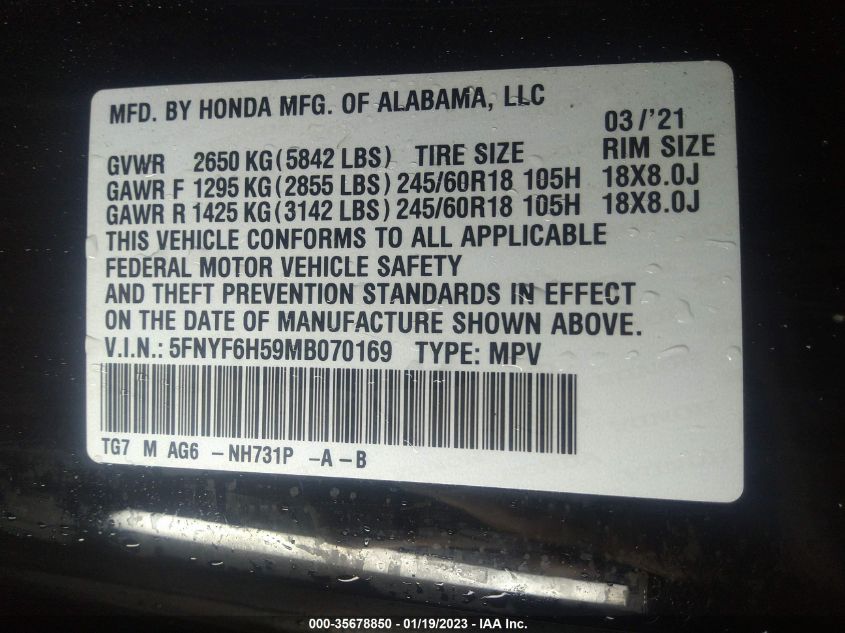 MFD. BY HONDA MFG. OF ALABAMA, LLC
03/'21
GVWR 2650 KG (5842 LBS) TIRE SIZE RIM SIZE
GAWR F 1295 KG (2855 LBS) 245/60R18 105H 18X8.0J
GAWR R 1425 KG (3142 LBS) 245/60R18 105H 18X8.0J
THIS VEHICLE CONFORMS TO ALL APPLICABLE
FEDERAL MOTOR VEHICLE SAFETY
AND THEFT PREVENTION STANDARDS IN EFFECT
ON THE DATE OF MANUFACTURE SHOWN ABOVE.
V.I.N.: 5FNYF6H59MB070169 TYPE: MPV
TG7 M AG6 -NH731P -A -B
000-35678850 - 01/19/2023 - IAA Inc.